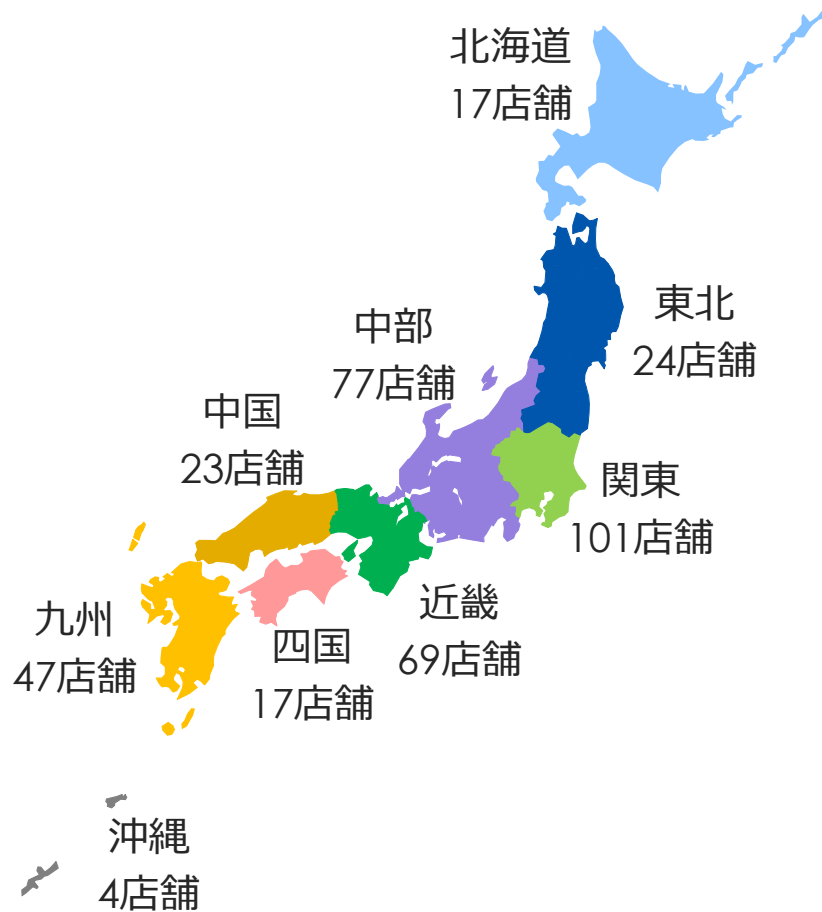 北海道
17店舗
東北
24店舗
中部
77店舗
中国
23店舗
関東
101店舗
近畿
69店舗
九州
47店舗
四国
17店舗
沖縄
4店舗